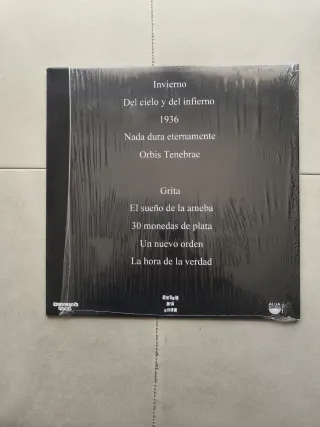 Invierno
Del cielo y del infierno
1936
Nada dura eternamente
Orbis Tenebrae
Grita
El sueño de la ameba
30 monedas de plata
Un nuevo orden
La hora de la verdad